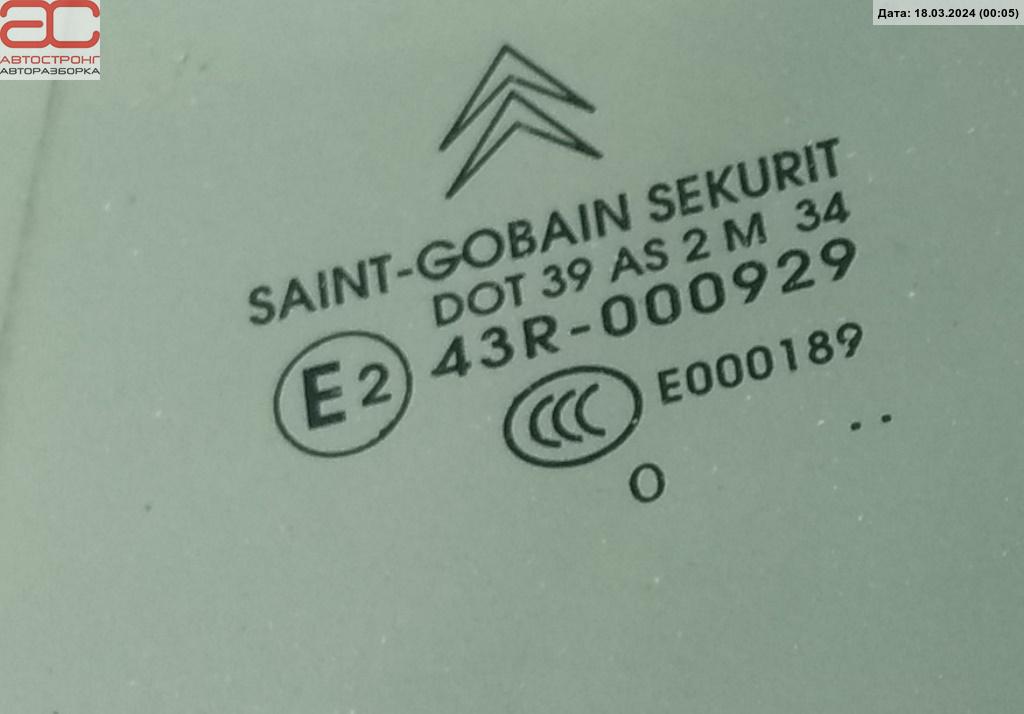 АС
АВТОСТРОНГ
АВТОРАЗБОРКА
Дата: 18.03.2024 (00:05)
SAINT-GOBAIN SEKURIT
DOT 39 AS 2 M 34
43R-000929
E2
CCC E000189
. .
O